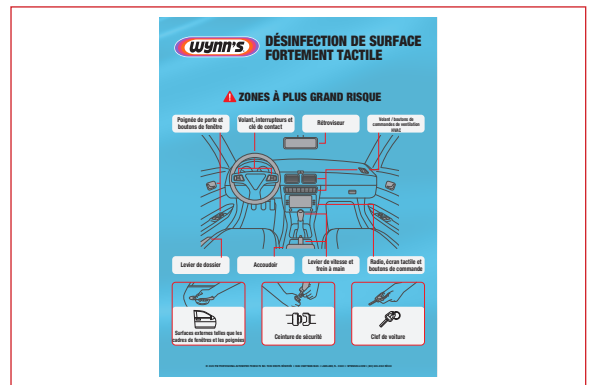 Wynn's
DÉSINFECTION DE SURFACE
FORTEMENT TACTILE
ZONES À PLUS GRAND RISQUE
Poignée de porte et
boutons de fenêtre
Volant, interrupteurs et
clé de contact
Rétroviseur
Volant / boutons de
commandes de ventilation
HVAC
Levier de dossier
Accoudoir
Levier de vitesse et
frein à main
Radio, écran tactile et
boutons de commande
Surfaces externes telles que les
cadres de fenêtres et les poignées
Ceinture de sécurité
Clef de voiture